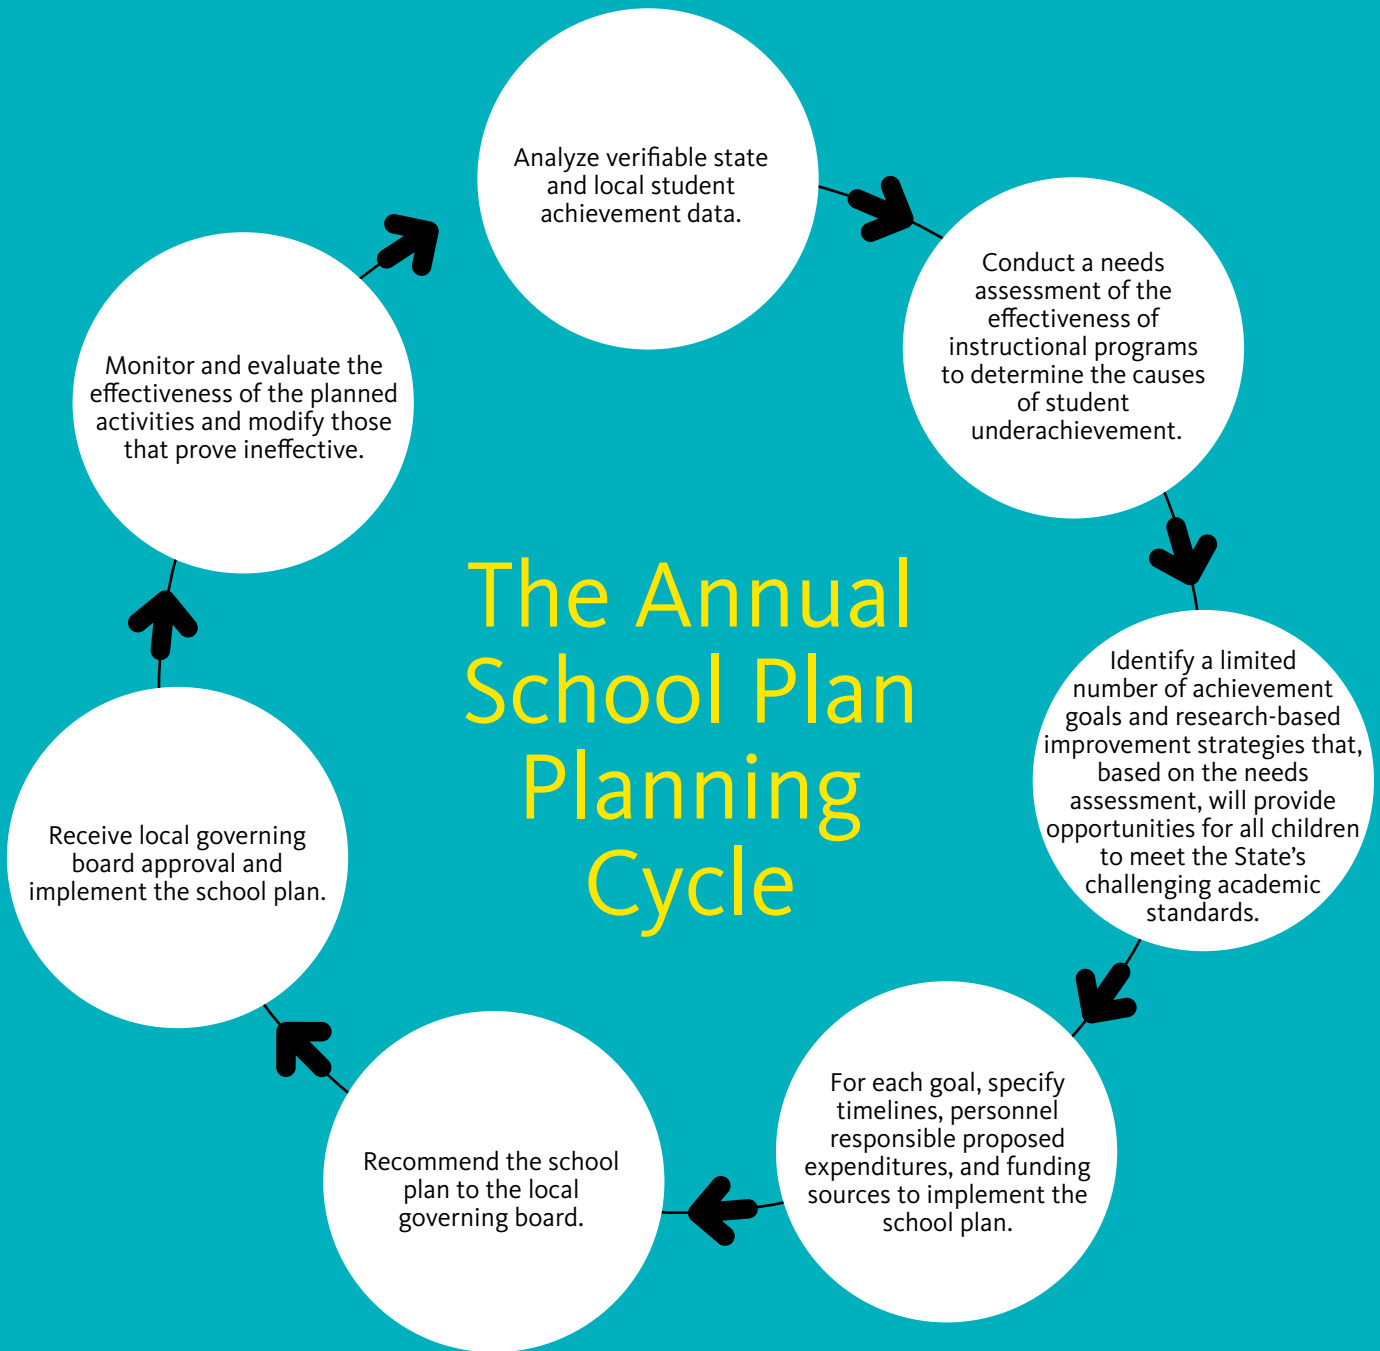 Analyze verifiable state
and local student
achievement data.
Conduct a needs
assessment of the
effectiveness of
instructional programs
to determine the causes
of student
underachievement.
Identify a limited
number of achievement
goals and research-based
improvement strategies that,
based on the needs
assessment, will provide
opportunities for all children
to meet the State’s
challenging academic
standards.
For each goal, specify
timelines, personnel
responsible proposed
expenditures, and funding
sources to implement the
school plan.
Recommend the school
plan to the local
governing board.
Receive local governing
board approval and
implement the school plan.
Monitor and evaluate the
effectiveness of the planned
activities and modify those
that prove ineffective.
The Annual
School Plan
Planning
Cycle